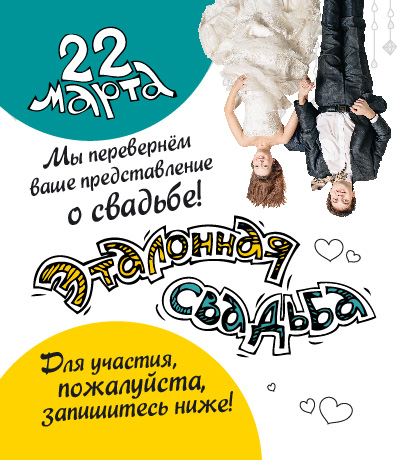 22
марта
Мы перевернём
ваше представление
о свадьбе!
Эталонная
свадьба
Для участия,
пожалуйста,
запишитесь ниже!